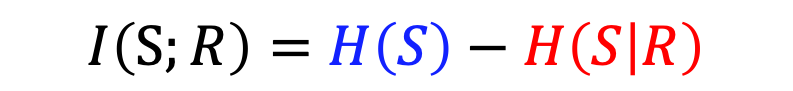 I(S; R) = H(S) − H(S|R)